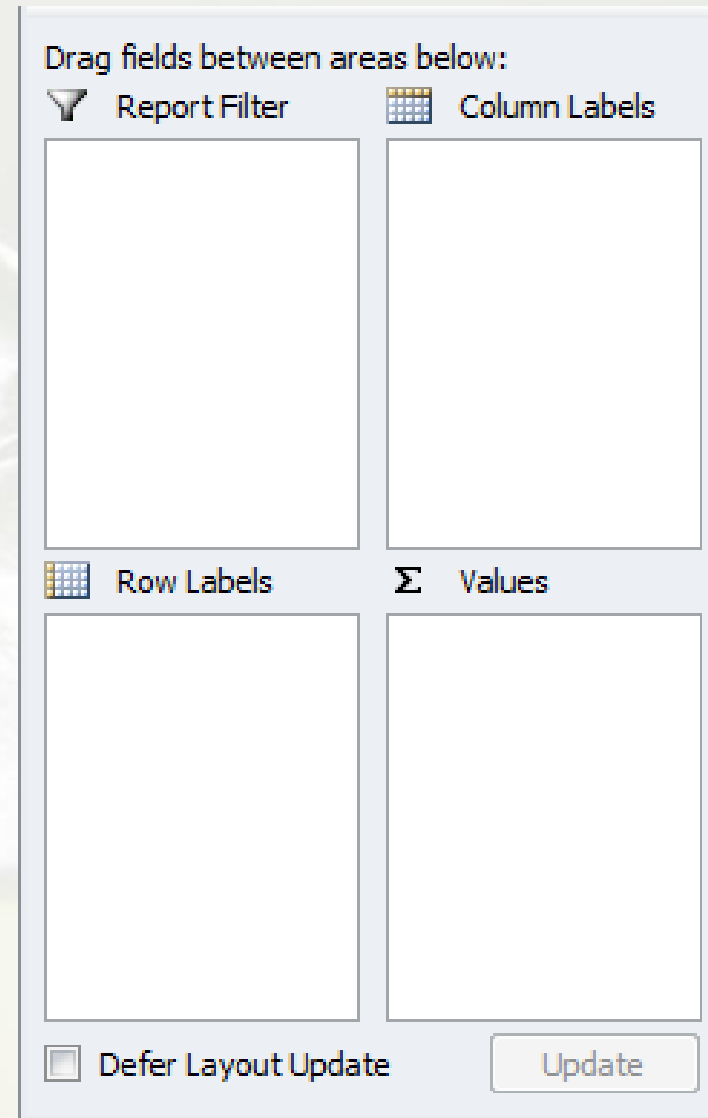 Drag fields between areas below:
Report Filter
Column Labels
Row Labels
Σ Values
Defer Layout Update
Update